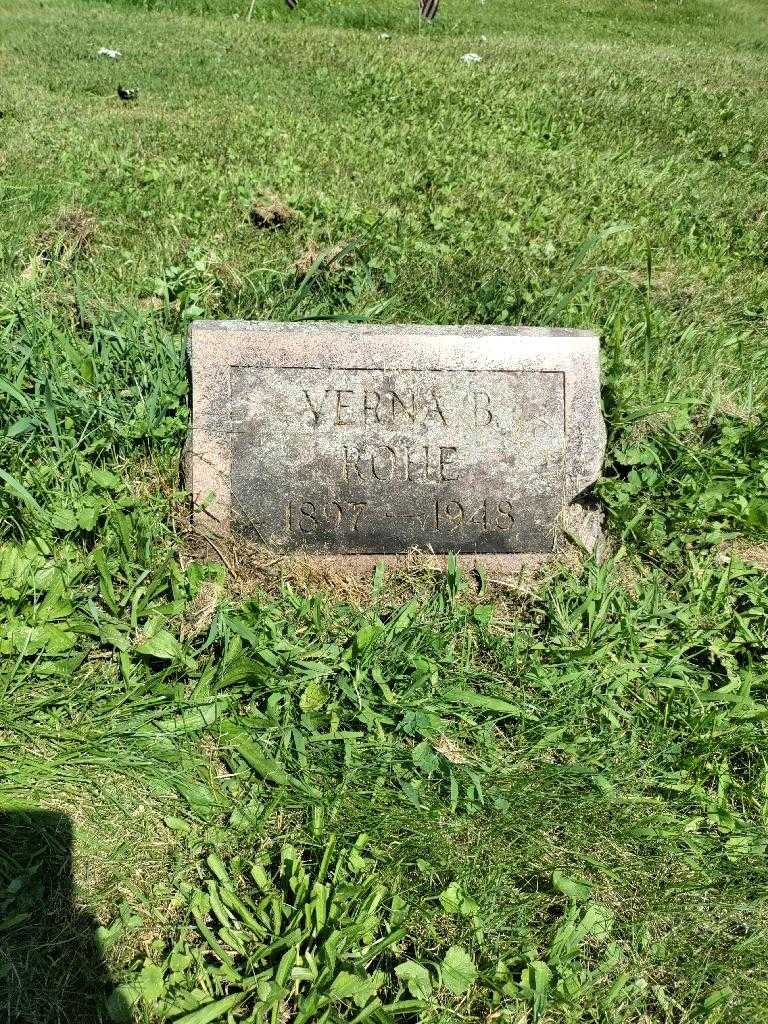 VERNA B.
ROHE
1897 — 1948